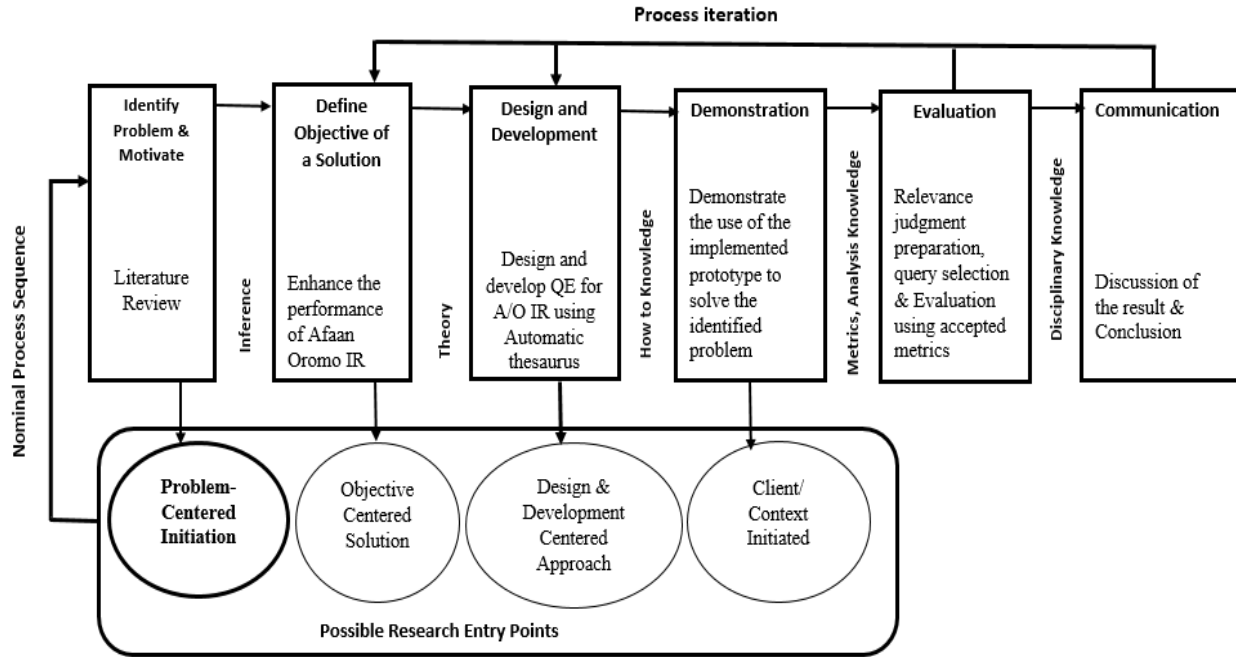 Process iteration
Identify
Problem &
Motivate
Literature
Review
Inference
Define
Objective of
a Solution
Enhance the
performance
of Afaan
Oromo IR
Theory
Design and
Development
Design and
develop QE for
A/O IR using
Automatic
thesaurus
How to Knowledge
Demonstration
Demonstrate
the use of the
implemented
prototype to
solve the
identified
problem
Metrics, Analysis Knowledge
Evaluation
Relevance
judgment
preparation,
query selection
& Evaluation
using accepted
metrics
Disciplinary Knowledge
Communication
Discussion of
the result &
Conclusion
Nominal Process Sequence
Problem-
Centered
Initiation
Objective
Centered
Solution
Design &
Development
Centered
Approach
Client/
Context
Initiated
Possible Research Entry Points